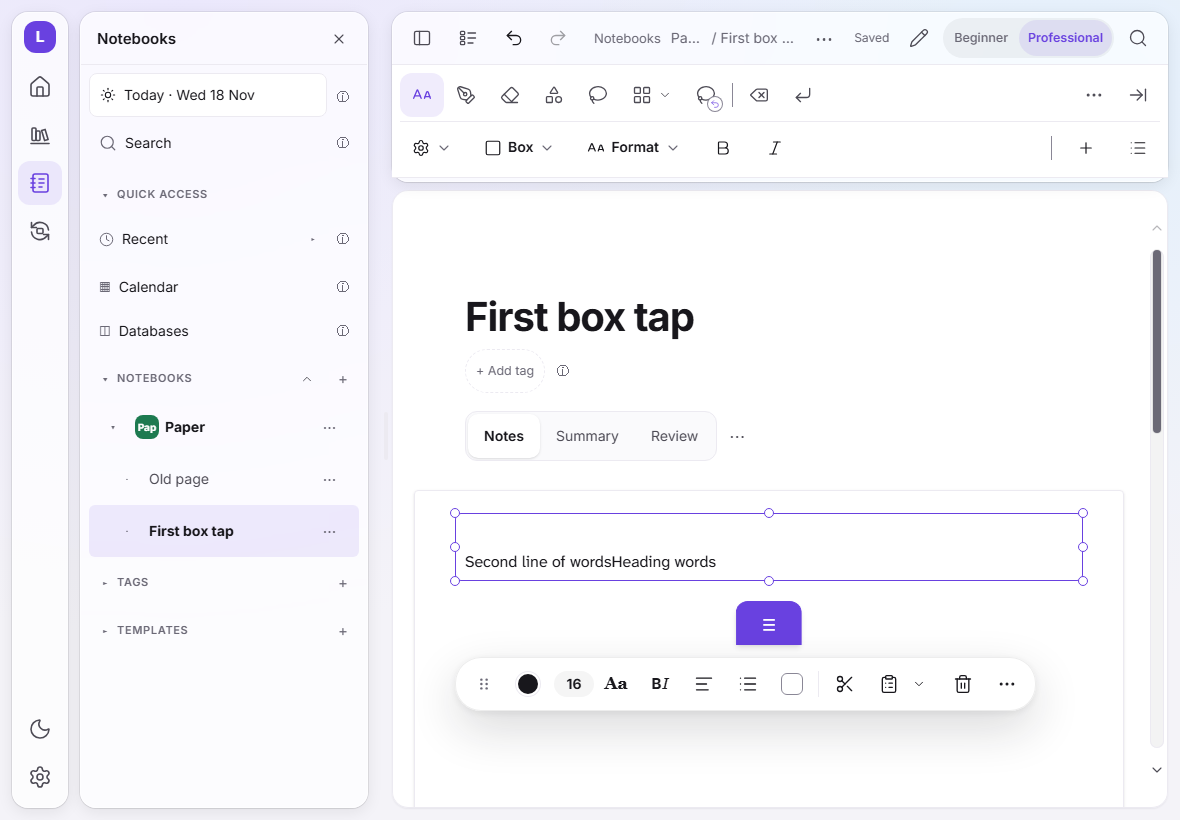 L
Notebooks
Today · Wed 18 Nov
Search
QUICK ACCESS
Recent
Calendar
Databases
NOTEBOOKS
Pap Paper
Old page
First box tap
TAGS
TEMPLATES
Notebooks Pa... / First box ...
Saved
Beginner Professional
AA
Box
AA Format
B I
First box tap
+ Add tag
Notes Summary Review
Second line of wordsHeading words
16 Aa BI